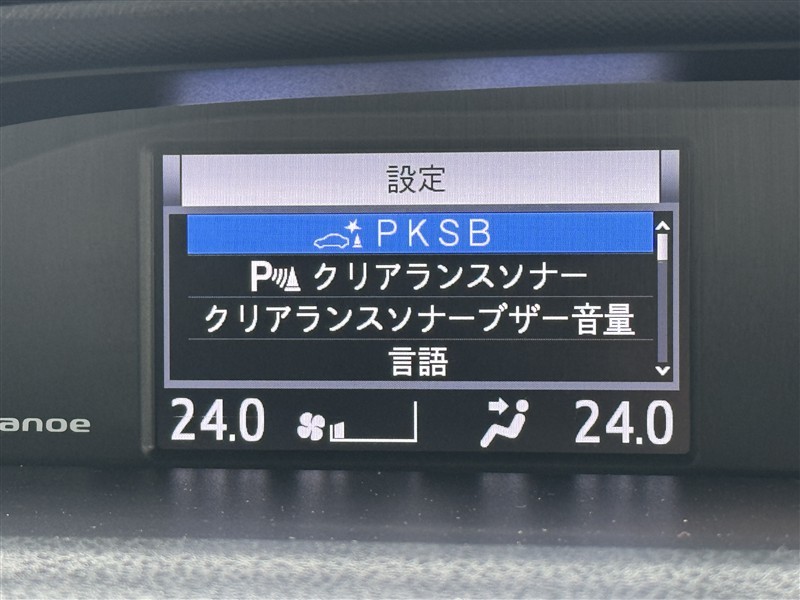 設定
PKSB
P クリアランスソナー
クリアランスソナーブザー音量
言語
24.0 24.0
anoe